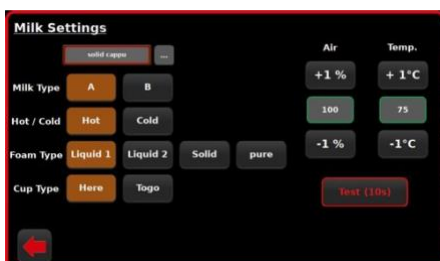 Milk Settings
solid cappu ...
Air Temp.
+1 % + 1°C
Milk Type A B
100 75
Hot / Cold Hot Cold
-1 % -1°C
Foam Type Liquid 1 Liquid 2 Solid pure
Cup Type Here Togo
Test (10s)